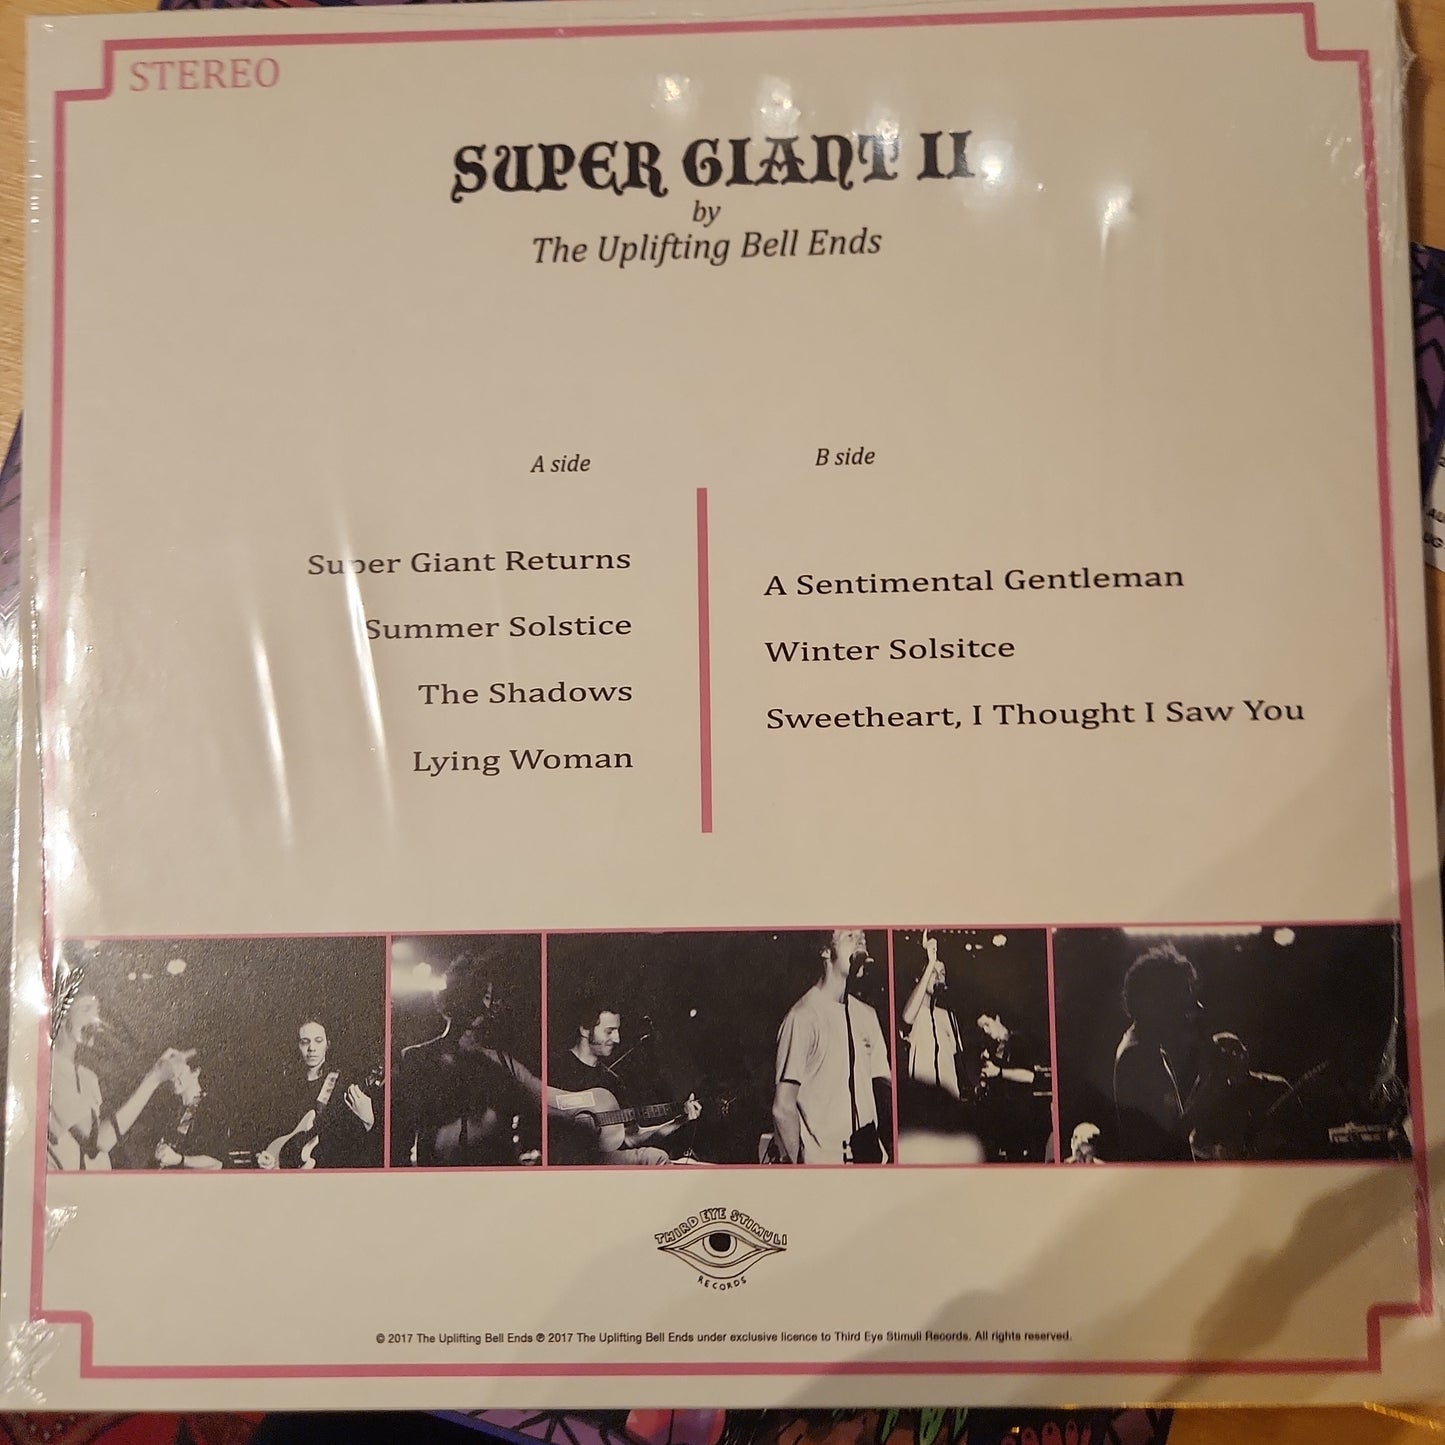 STEREO
SUPER GIANT II
by
The Uplifting Bell Ends
A side
Super Giant Returns
Summer Solstice
The Shadows
Lying Woman
B side
A Sentimental Gentleman
Winter Solsitce
Sweetheart, I Thought I Saw You
THIRD EYE STIMULI
RECORDS
© 2017 The Uplifting Bell Ends ℗ 2017 The Uplifting Bell Ends under exclusive licence to Third Eye Stimuli Records. All rights reserved.